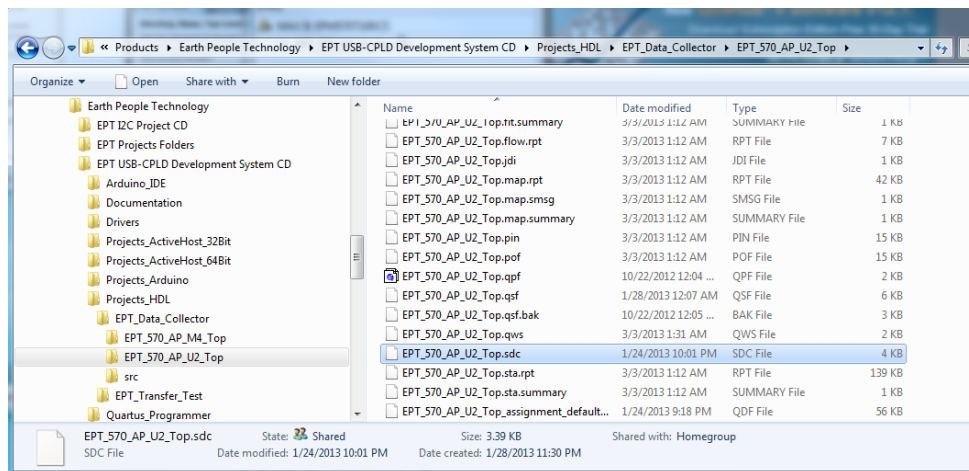 « Products ▸ Earth People Technology ▸ EPT USB-CPLD Development System CD ▸ Projects_HDL ▸ EPT_Data_Collector ▸ EPT_570_AP_U2_Top ▸
Organize Open Share with Burn New folder
Earth People Technology
EPT I2C Project CD
EPT Projects Folders
EPT USB-CPLD Development System CD
Arduino_IDE
Documentation
Drivers
Projects_ActiveHost_32Bit
Projects_ActiveHost_64Bit
Projects_Arduino
Projects_HDL
EPT_Data_Collector
EPT_570_AP_M4_Top
EPT_570_AP_U2_Top
src
EPT_Transfer_Test
Quartus_Programmer
Name Date modified Type Size
EPT_570_AP_U2_Top.fit.summary 3/3/2013 1:12 AM SUMMARY File 1 KB
EPT_570_AP_U2_Top.flow.rpt 3/3/2013 1:12 AM RPT File 7 KB
EPT_570_AP_U2_Top.jdi 3/3/2013 1:12 AM JDI File 1 KB
EPT_570_AP_U2_Top.map.rpt 3/3/2013 1:12 AM RPT File 42 KB
EPT_570_AP_U2_Top.map.smsg 3/3/2013 1:12 AM SMSG File 1 KB
EPT_570_AP_U2_Top.map.summary 3/3/2013 1:12 AM SUMMARY File 1 KB
EPT_570_AP_U2_Top.pin 3/3/2013 1:12 AM PIN File 15 KB
EPT_570_AP_U2_Top.pof 3/3/2013 1:12 AM POF File 15 KB
EPT_570_AP_U2_Top.qpf 10/22/2012 12:04 ... QPF File 2 KB
EPT_570_AP_U2_Top.qsf 1/28/2013 12:07 AM QSF File 6 KB
EPT_570_AP_U2_Top.qsf.bak 10/22/2012 12:05 ... BAK File 3 KB
EPT_570_AP_U2_Top.qws 3/3/2013 1:31 AM QWS File 2 KB
EPT_570_AP_U2_Top.sdc 1/24/2013 10:01 PM SDC File 4 KB
EPT_570_AP_U2_Top.sta.rpt 3/3/2013 1:12 AM RPT File 139 KB
EPT_570_AP_U2_Top.sta.summary 3/3/2013 1:12 AM SUMMARY File 1 KB
EPT_570_AP_U2_Top_assignment_default... 1/24/2013 9:18 PM QDF File 56 KB
EPT_570_AP_U2_Top.sdc State: Shared Size: 3.39 KB Shared with: Homegroup
SDC File Date modified: 1/24/2013 10:01 PM Date created: 1/28/2013 11:30 PM